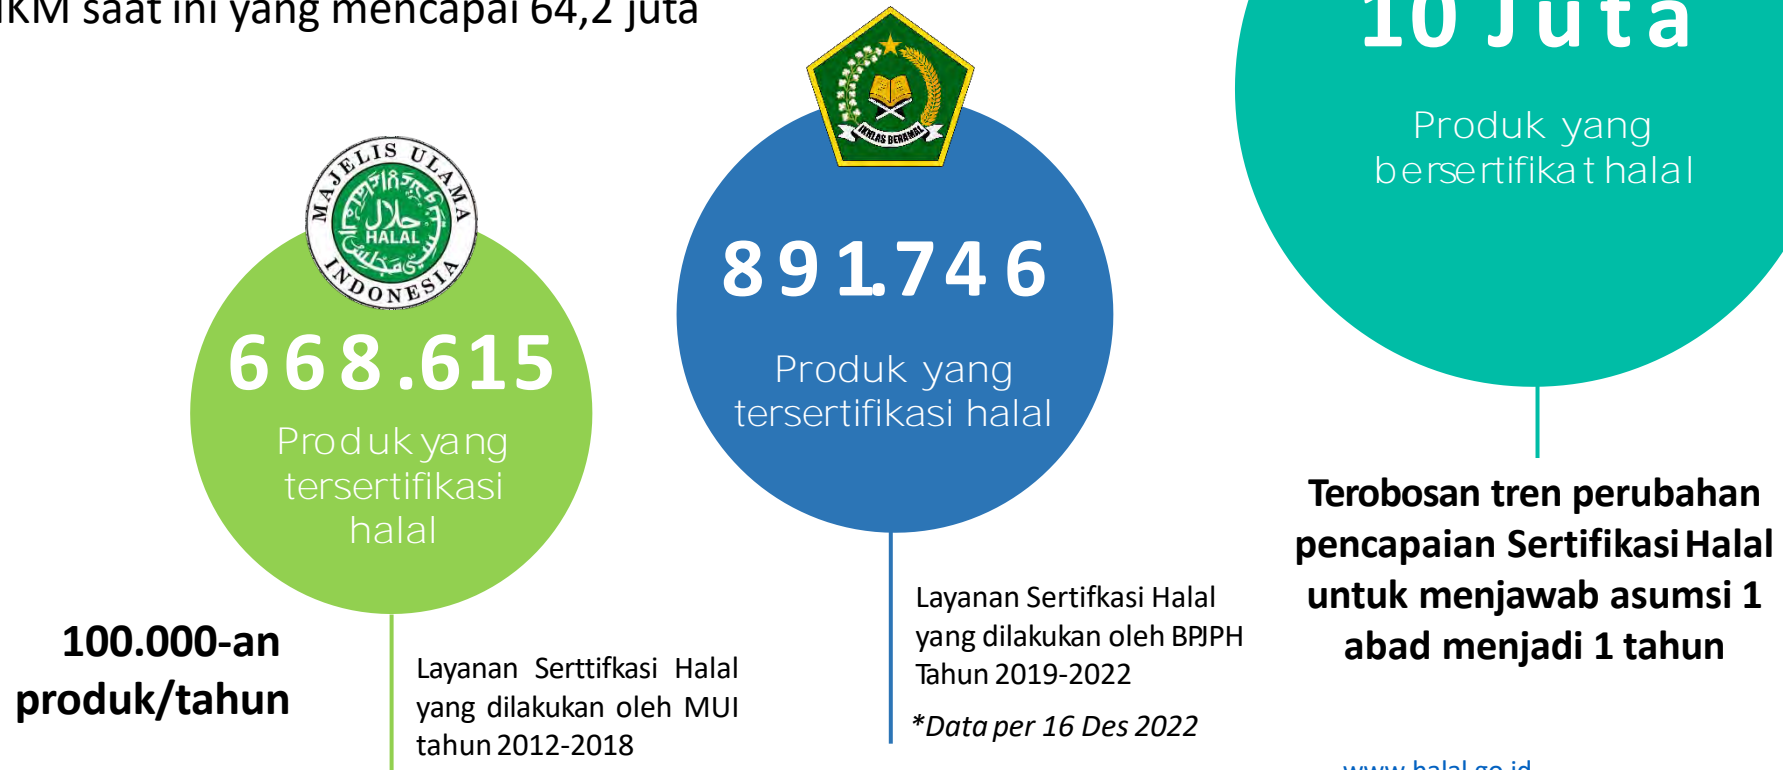 IKM saat ini yang mencapai 64,2 juta
MAJELIS ULAMA
حلال
HALAL
INDONESIA
668.615
Produk yang
tersertifikasi
halal
100.000-an
produk/tahun
Layanan Serttifkasi Halal
yang dilakukan oleh MUI
tahun 2012-2018
IKHLAS BERAMAL
891.746
Produk yang
tersertifikasi halal
Layanan Sertifkasi Halal
yang dilakukan oleh BPJPH
Tahun 2019-2022
*Data per 16 Des 2022
10 Juta
Produk yang
bersertifikat halal
Terobosan tren perubahan
pencapaian Sertifikasi Halal
untuk menjawab asumsi 1
abad menjadi 1 tahun
www.halal.go.id